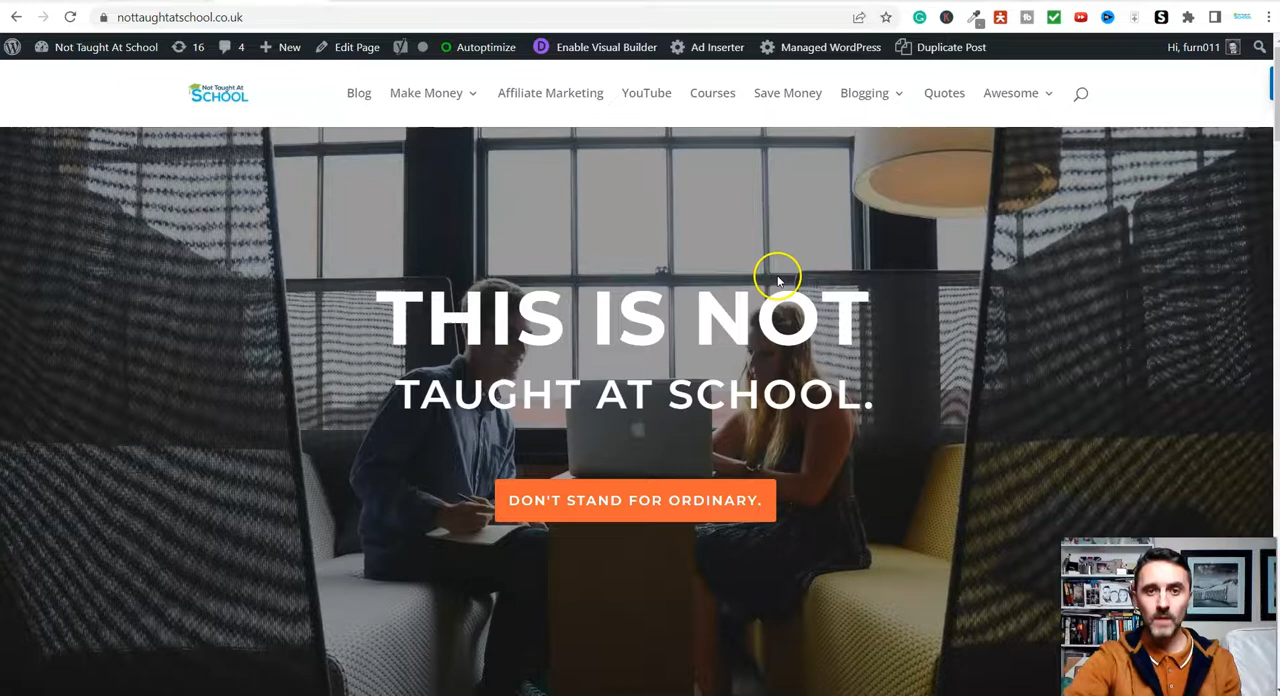 nottaughtatschool.co.uk
Not Taught At School 16 4 New Edit Page Autoptimize Enable Visual Builder Ad Inserter Managed WordPress Duplicate Post Hi, furn011
Not Taught At
SCHOOL
Blog Make Money Affiliate Marketing YouTube Courses Save Money Blogging Quotes Awesome
THIS IS NOT
TAUGHT AT SCHOOL.
DON'T STAND FOR ORDINARY.